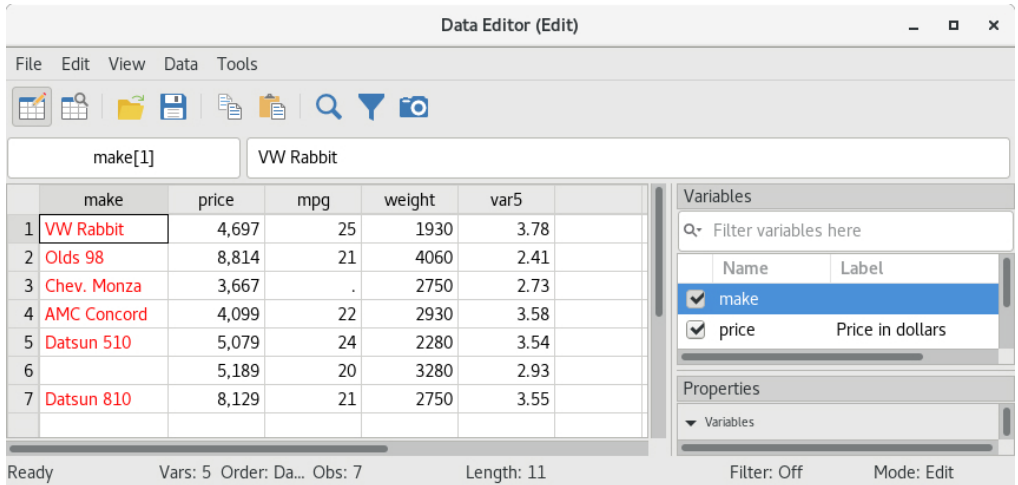 Data Editor (Edit)
File Edit View Data Tools
make[1] VW Rabbit
make price mpg weight var5
1 VW Rabbit 4,697 25 1930 3.78
2 Olds 98 8,814 21 4060 2.41
3 Chev. Monza 3,667 . 2750 2.73
4 AMC Concord 4,099 22 2930 3.58
5 Datsun 510 5,079 24 2280 3.54
6 5,189 20 3280 2.93
7 Datsun 810 8,129 21 2750 3.55
Variables
Filter variables here
Name Label
make
price Price in dollars
Properties
Variables
Ready Vars: 5 Order: Da... Obs: 7 Length: 11 Filter: Off Mode: Edit